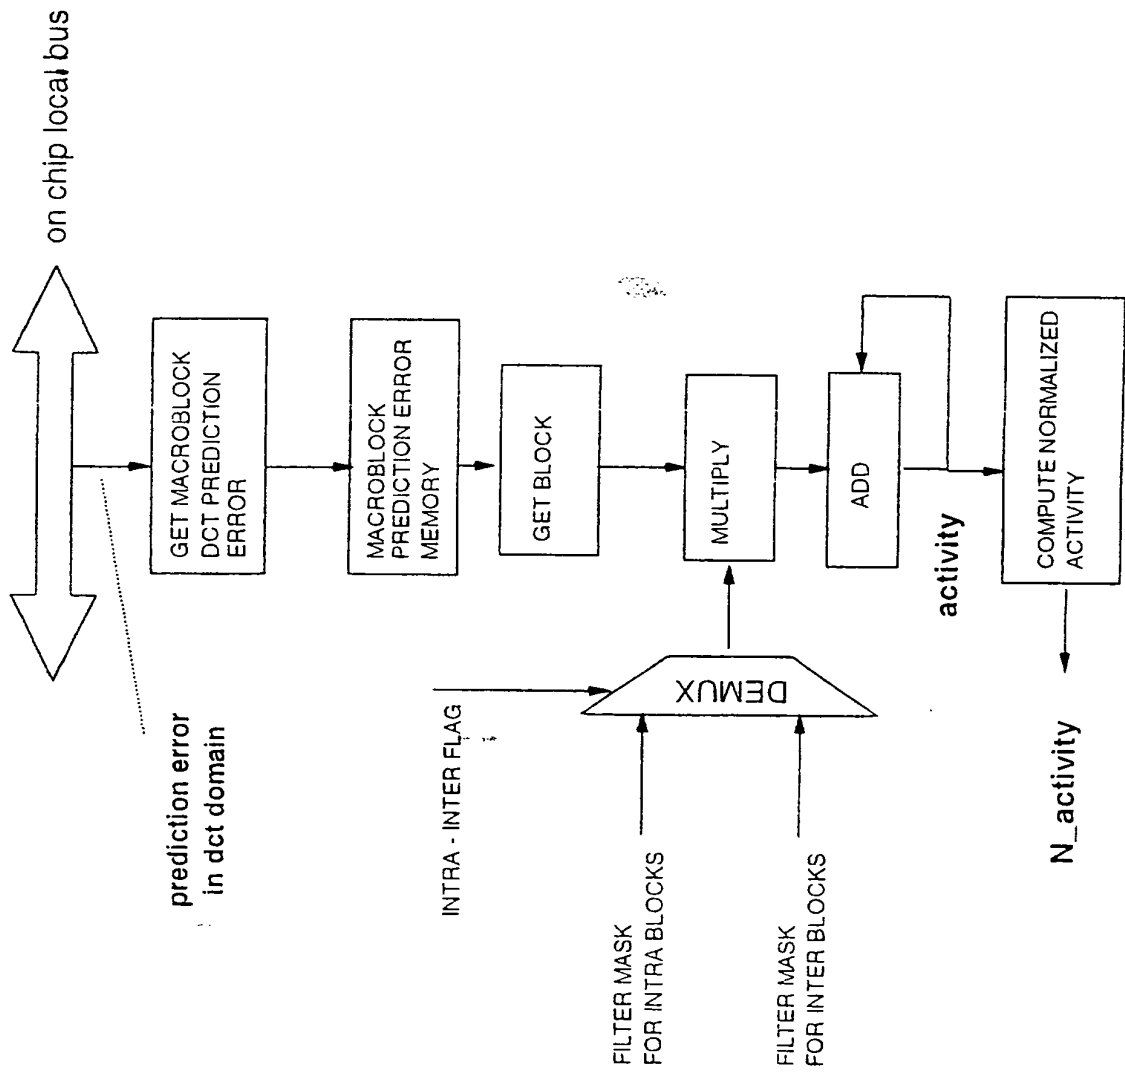 on chip local bus
prediction error
in dct domain
GET MACROBLOCK
DCT PREDICTION
ERROR
MACROBLOCK
PREDICTION ERROR
MEMORY
GET BLOCK
INTRA - INTER FLAG
FILTER MASK
FOR INTRA BLOCKS
FILTER MASK
FOR INTER BLOCKS
DEMUX
MULTIPLY
ADD
activity
COMPUTE NORMALIZED
ACTIVITY
N_activity